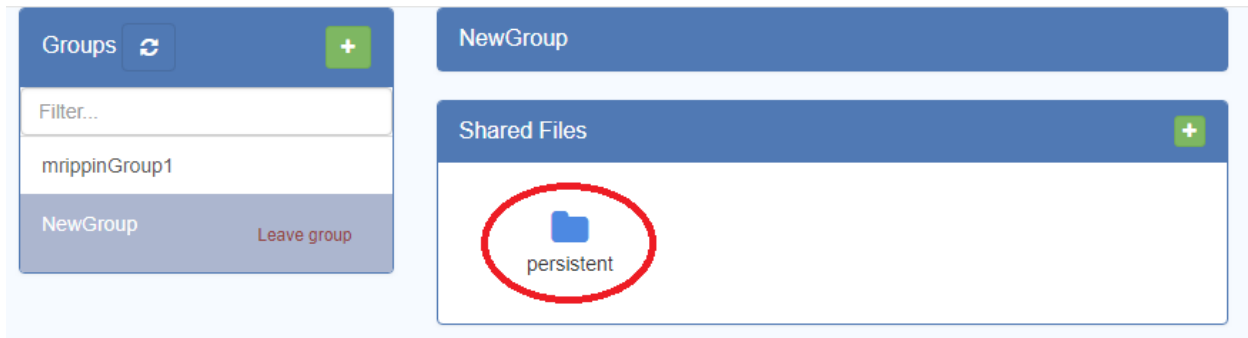 Groups
Filter...
mrippinGroup1
NewGroup
Leave group
NewGroup
Shared Files
persistent